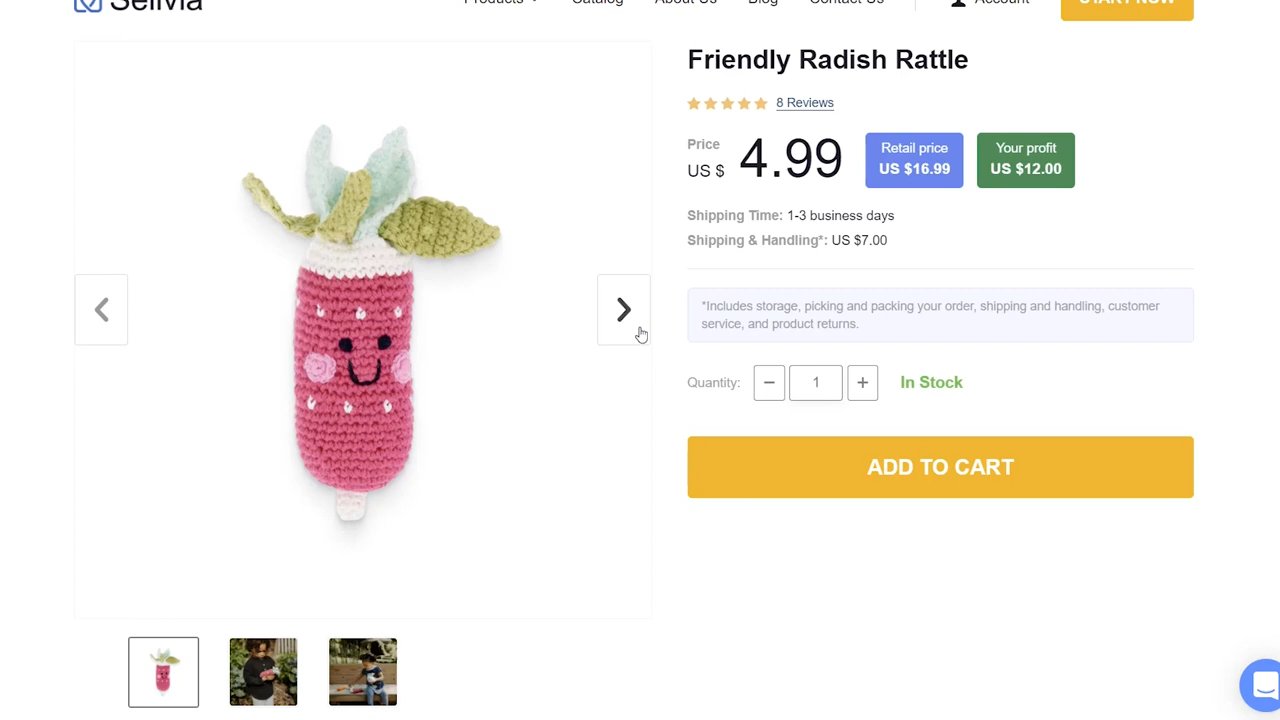 Sellvia
Products
Catalog
About Us
Blog
Contact Us
Account
START NOW
Friendly Radish Rattle
8 Reviews
Price
US $ 4.99
Retail price
US $16.99
Your profit
US $12.00
Shipping Time: 1-3 business days
Shipping & Handling*: US $7.00
*Includes storage, picking and packing your order, shipping and handling, customer
service, and product returns.
Quantity: − 1 + In Stock
ADD TO CART